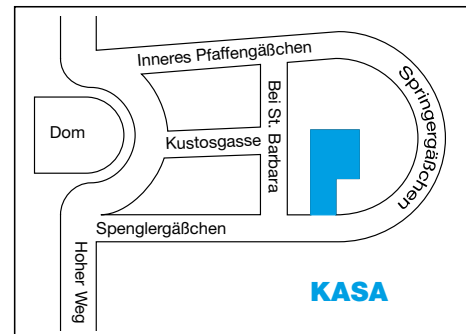 Inneres Pfaffengäßchen
Springergäßchen
Bei St. Barbara
Dom
Kustosgasse
Spenglergäßchen
Hoher Weg
KASA